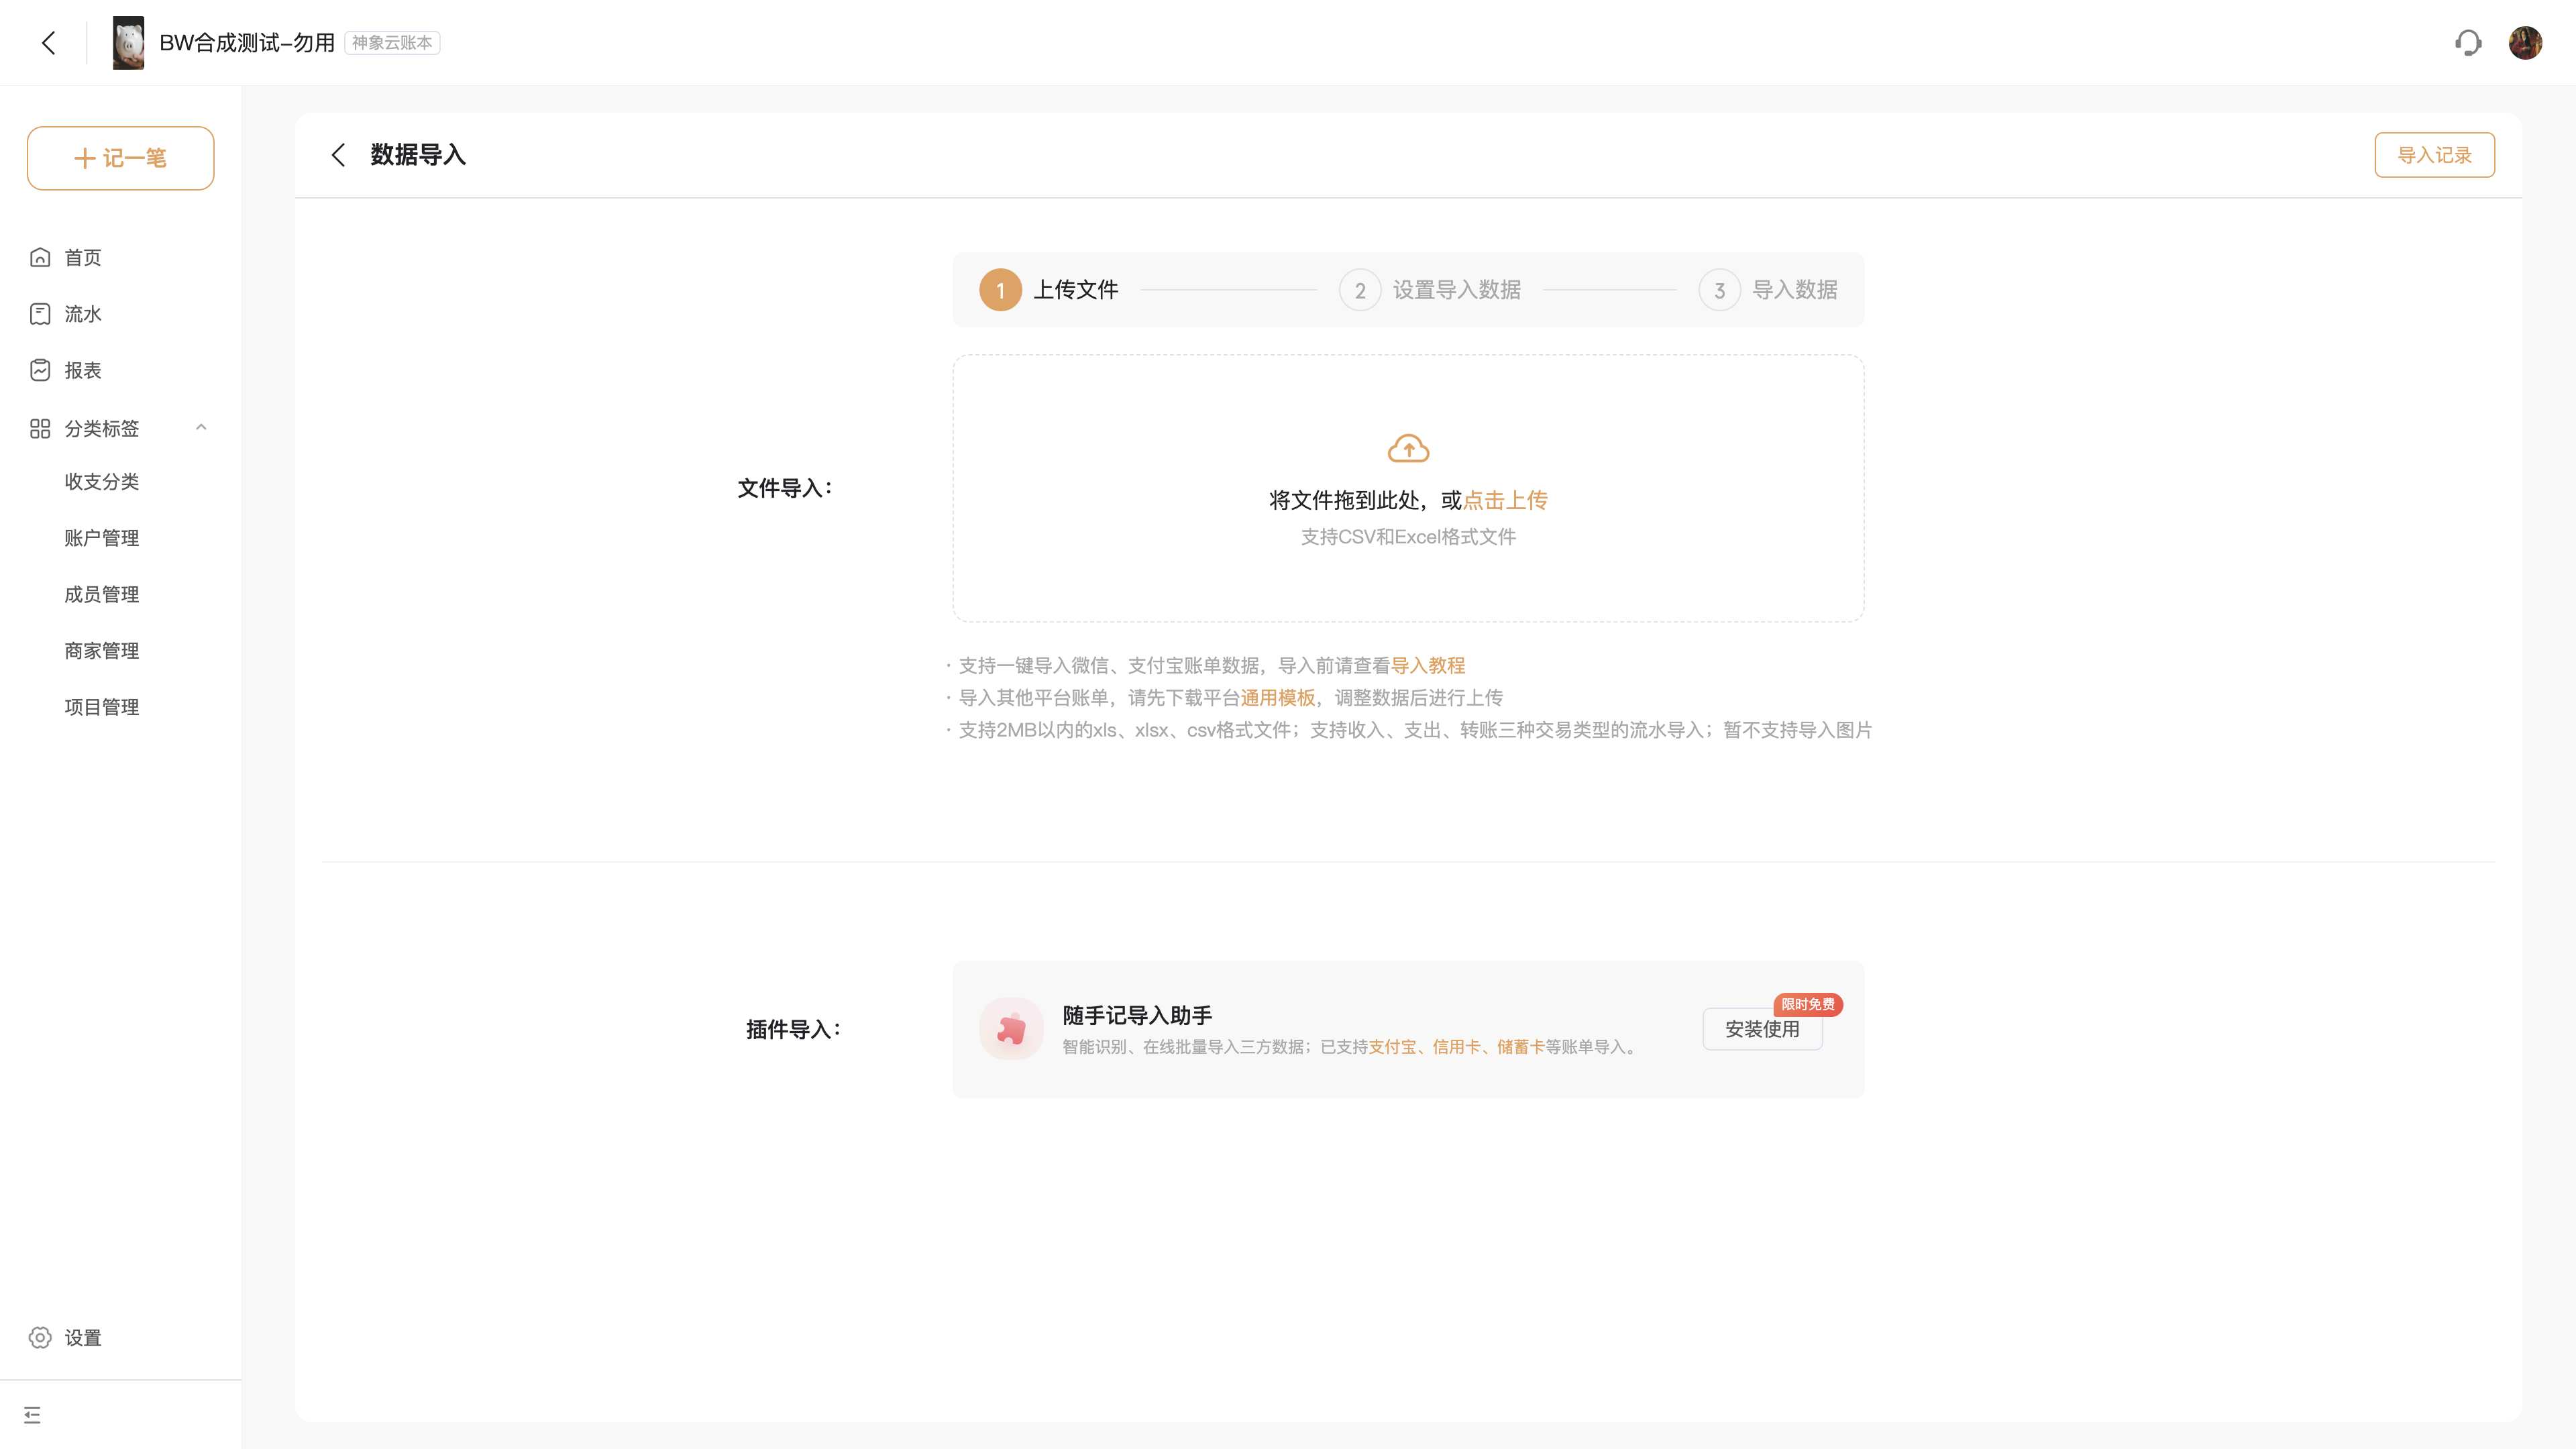 BW合成测试–勿用 神象云账本
记一笔
首页
流水
报表
分类标签
收支分类
账户管理
成员管理
商家管理
项目管理
设置
数据导入
导入记录
1 上传文件 2 设置导入数据 3 导入数据
文件导入：
将文件拖到此处，或点击上传
支持CSV和Excel格式文件
· 支持一键导入微信、支付宝账单数据，导入前请查看导入教程
· 导入其他平台账单，请先下载平台通用模板，调整数据后进行上传
· 支持2MB以内的xls、xlsx、csv格式文件；支持收入、支出、转账三种交易类型的流水导入；暂不支持导入图片
插件导入：
随手记导入助手
智能识别、在线批量导入三方数据；已支持支付宝、信用卡、储蓄卡等账单导入。
限时免费
安装使用